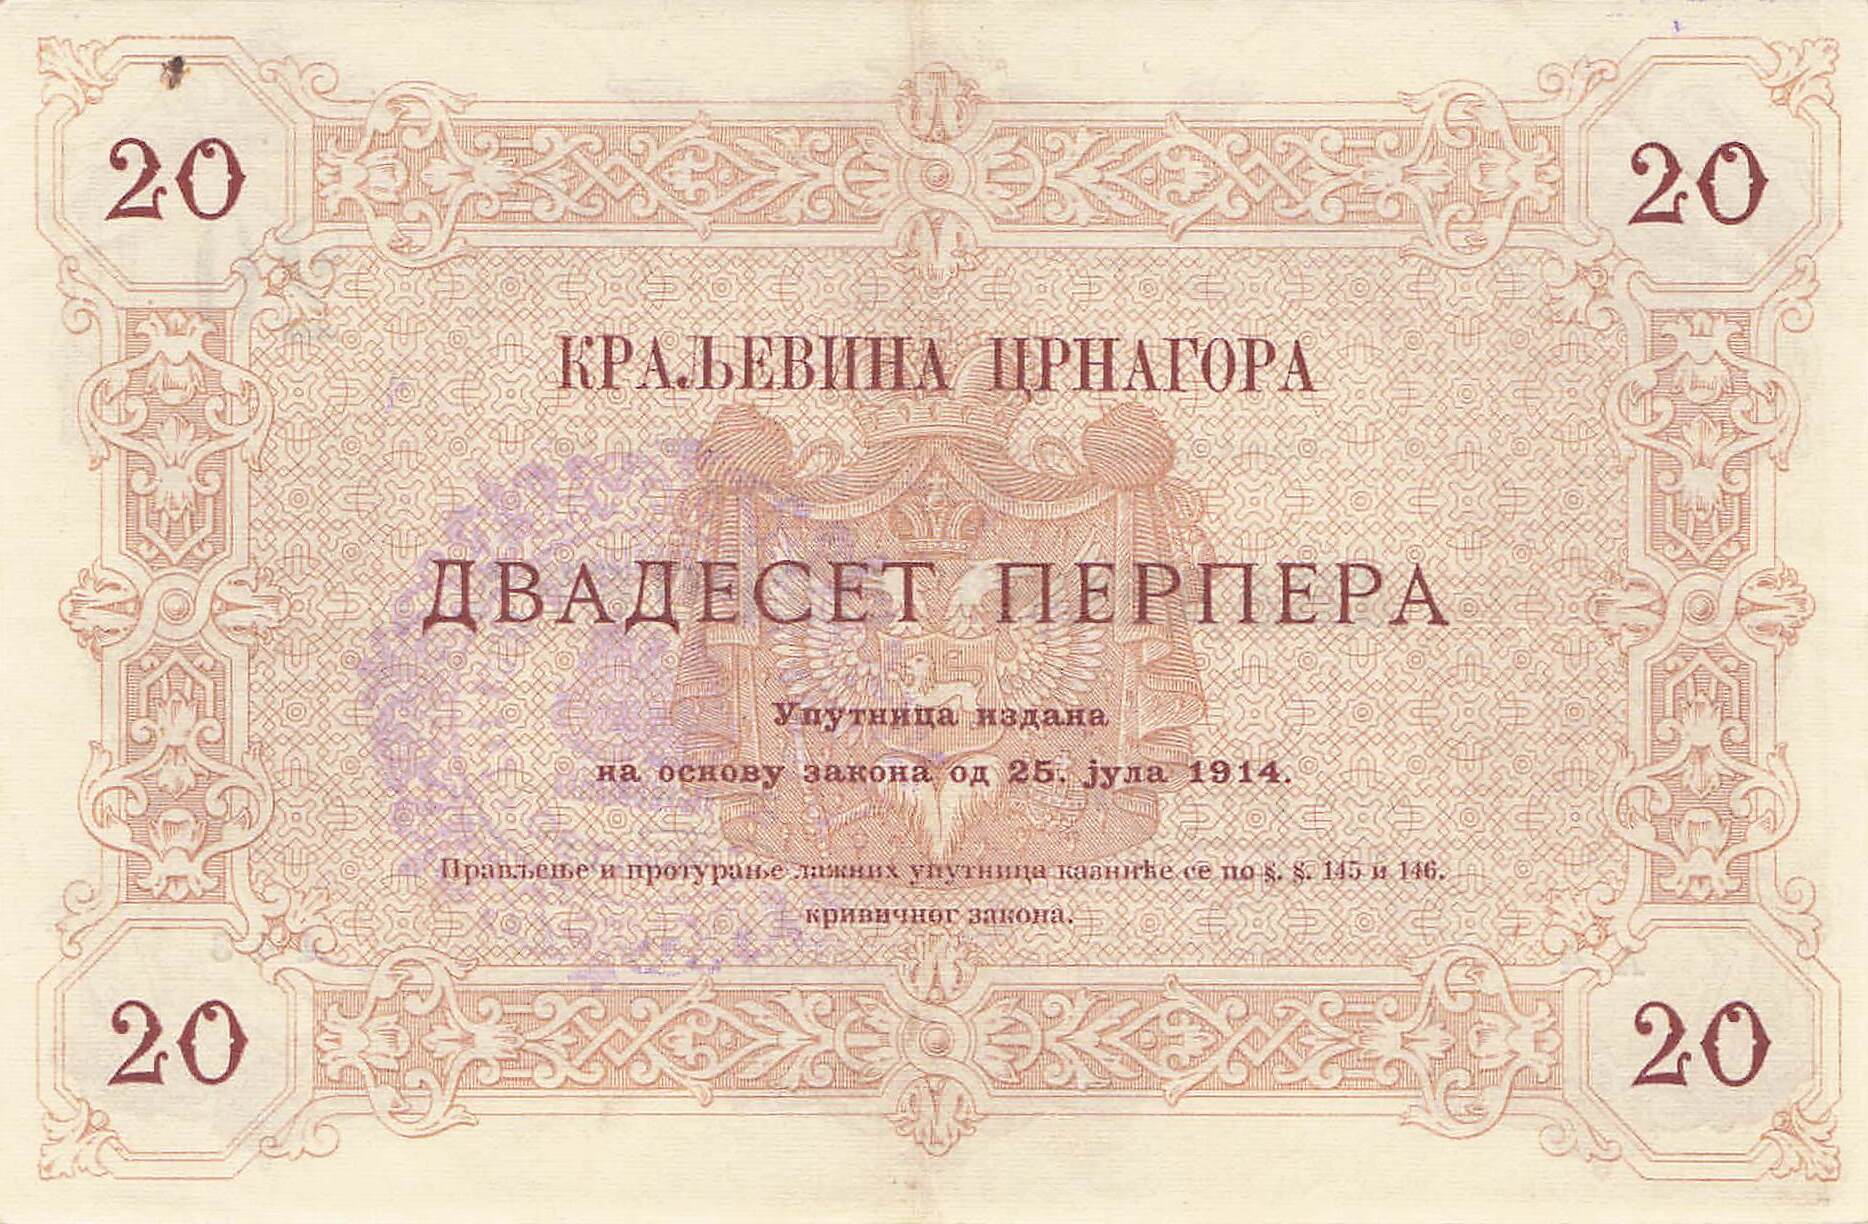 20 20
КРАЉЕВИНА ЦРНАГОРА
ДВАДЕСЕТ ПЕРПЕРА
Упутница издана
на основу закона од 25. јула 1914.
Прављење и протурање лажних упутница казниће се по §. §. 145 и 146.
кривичног закона.
20 20